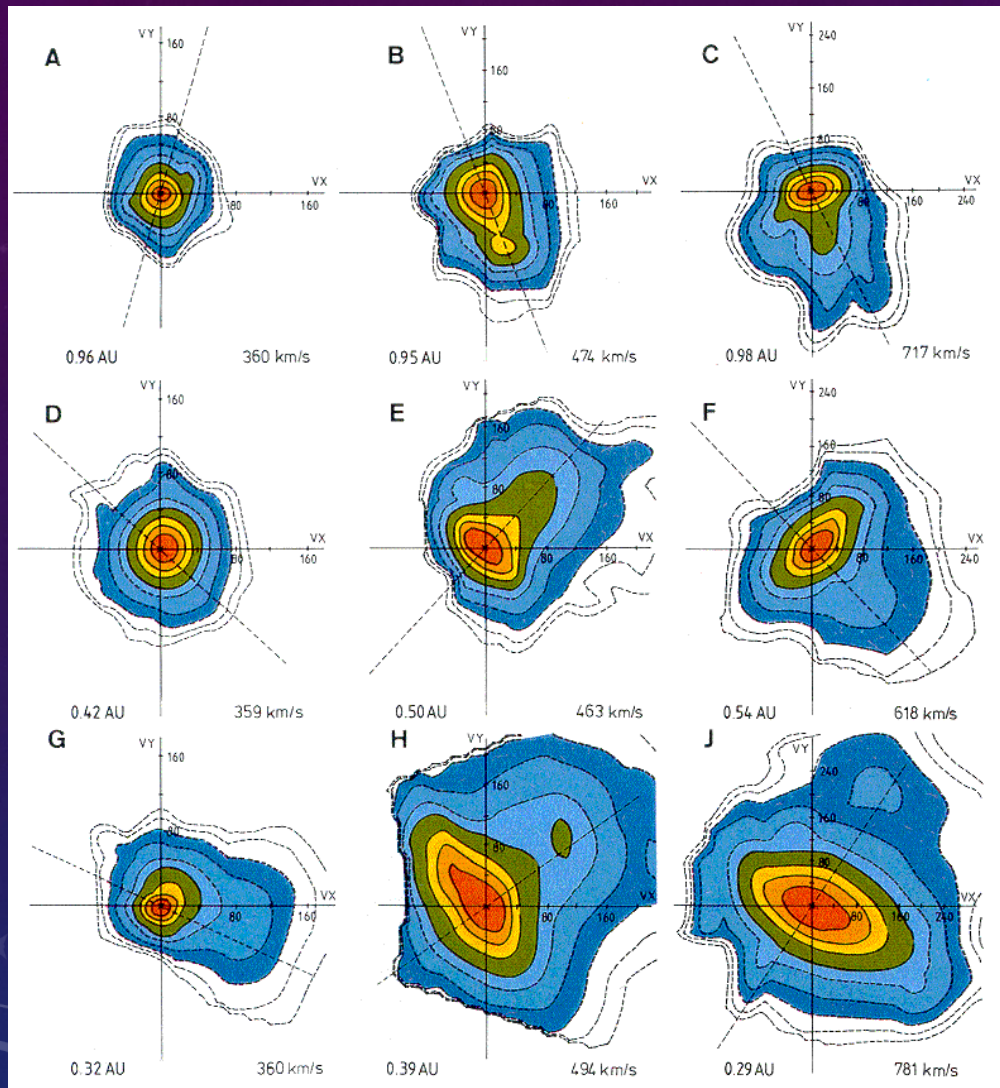 A
VY
160
80
VX
80 160
0.96 AU 360 km/s
B
VY
160
80
VX
80 160
0.95 AU 474 km/s
C
VY
240
160
80
VX
80 160 240
0.98 AU 717 km/s
D
VY
160
80
VX
80 160
0.42 AU 359 km/s
E
VY
160
80
VX
80 160
0.50 AU 463 km/s
F
VY
240
160
80
VX
80 160 240
0.54 AU 618 km/s
G
VY
160
80
VX
80 160
0.32 AU 360 km/s
H
VY
160
80
VX
80 160
0.39 AU 494 km/s
J
VY
240
160
80
VX
80 160 240
0.29 AU 781 km/s